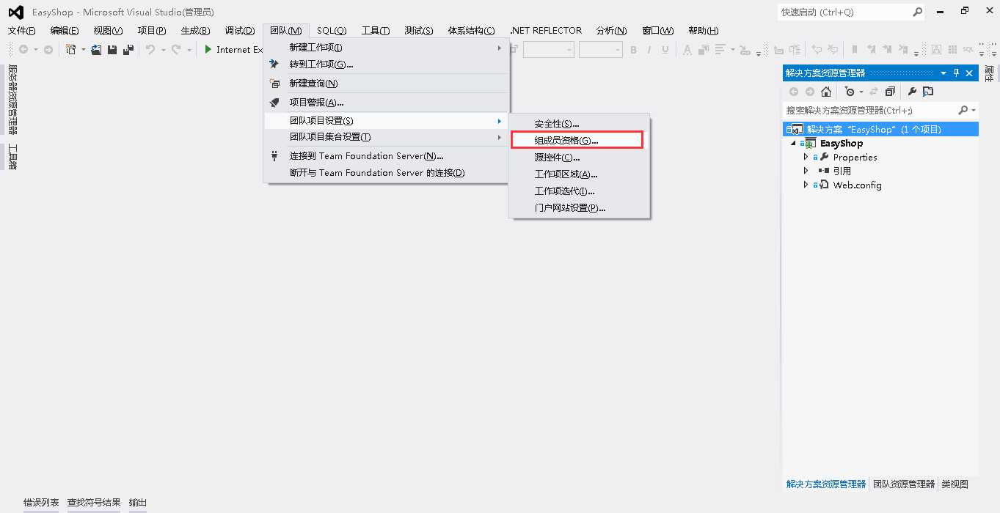 EasyShop - Microsoft Visual Studio(管理员)
快速启动 (Ctrl+Q)
文件(F) 编辑(E) 视图(V) 项目(P) 生成(B) 调试(D) 团队(M) SQL(Q) 工具(T) 测试(S) 体系结构(C) .NET REFLECTOR 分析(N) 窗口(W) 帮助(H)
Internet Ex
B I U A SQL
新建工作项(I)
转到工作项(G)...
新建查询(N)
项目警报(A)...
团队项目设置(S)
团队项目集合设置(T)
连接到 Team Foundation Server(N)...
断开与 Team Foundation Server 的连接(D)
安全性(S)...
组成员资格(G)...
源控件(C)...
工作项区域(A)...
工作项迭代(I)...
门户网站设置(P)...
服务器资源管理器
工具箱
解决方案资源管理器
搜索解决方案资源管理器(Ctrl+;)
解决方案 “EasyShop” (1 个项目)
EasyShop
Properties
引用
Web.config
属性
解决方案资源管理器 团队资源管理器 类视图
错误列表 查找符号结果 输出